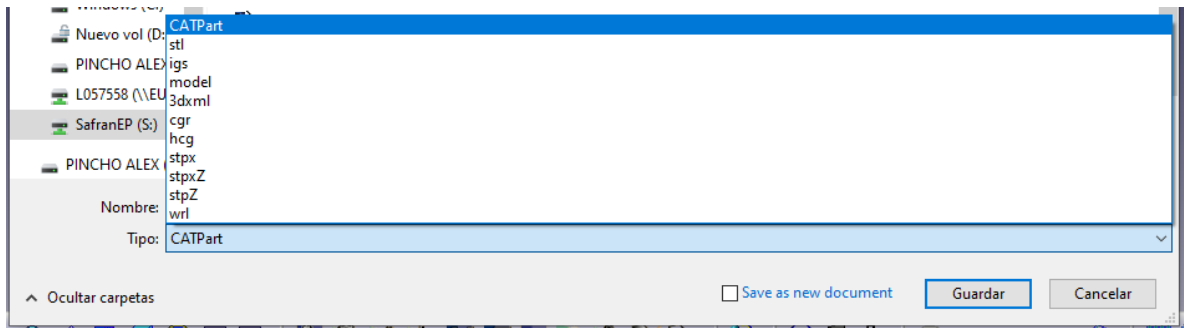 Windows (C:)
Nuevo vol (D:
PINCHO ALEX
L057558 (\\EU
SafranEP (S:)
PINCHO ALEX (
CATPart
stl
igs
model
3dxml
cgr
hcg
stpx
stpxZ
stpZ
wrl
Nombre:
Tipo: CATPart
Ocultar carpetas
Save as new document
Guardar
Cancelar